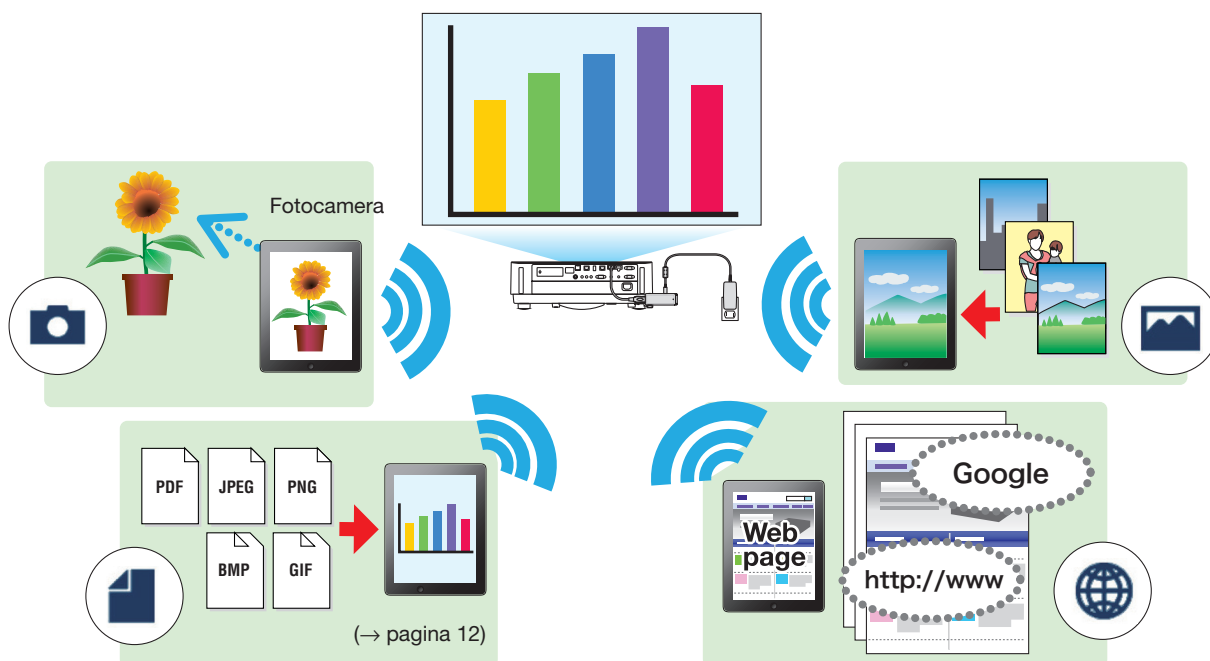 Fotocamera
PDF
JPEG
PNG
BMP
GIF
(→ pagina 12)
Web
page
Google
http://www